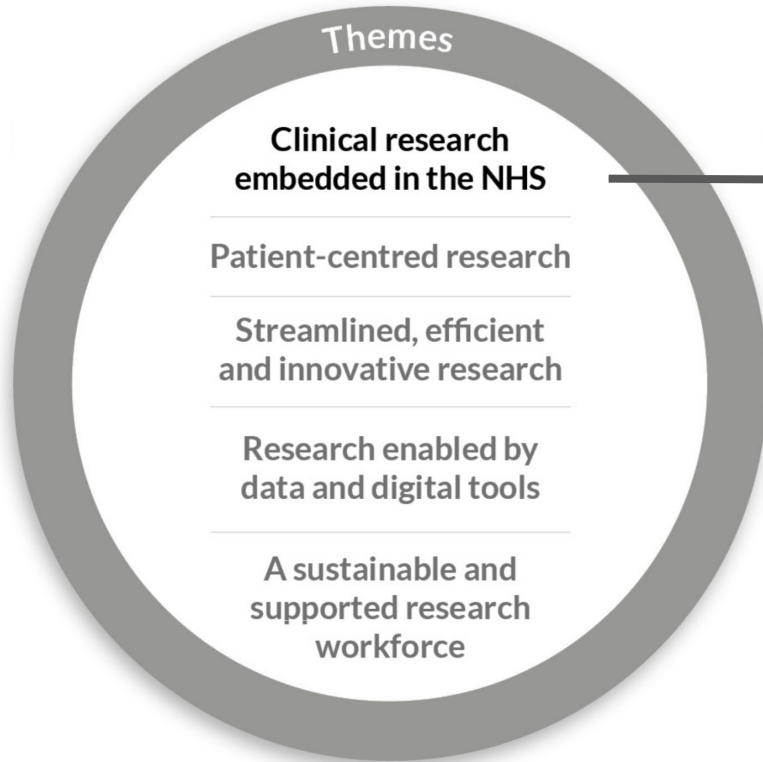 Themes
Clinical research
embedded in the NHS
Patient-centred research
Streamlined, efficient
and innovative research
Research enabled by
data and digital tools
A sustainable and
supported research
workforce